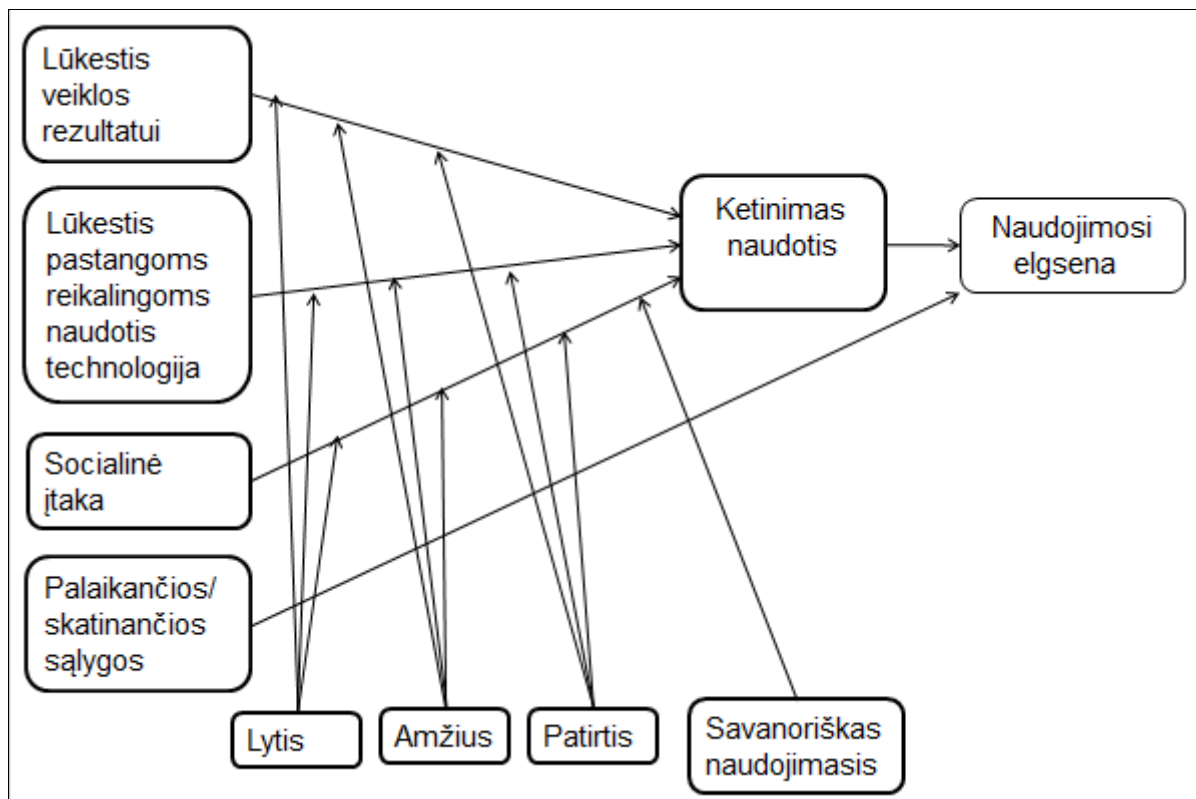 Lūkestis
veiklos
rezultatui
Lūkestis
pastangoms
reikalingoms
naudotis
technologija
Socialinė
įtaka
Palaikančios/
skatinančios
sąlygos
Ketinimas
naudotis
Naudojimosi
elgsena
Lytis
Amžius
Patirtis
Savanoriškas
naudojimasis